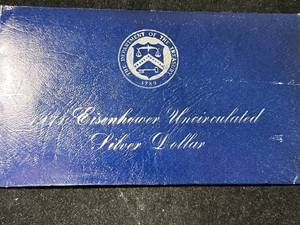 THE DEPARTMENT OF THE TREASURY
1789
Eisenhower Uncirculated
Silver Dollar